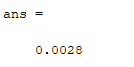 ans =
0.0028